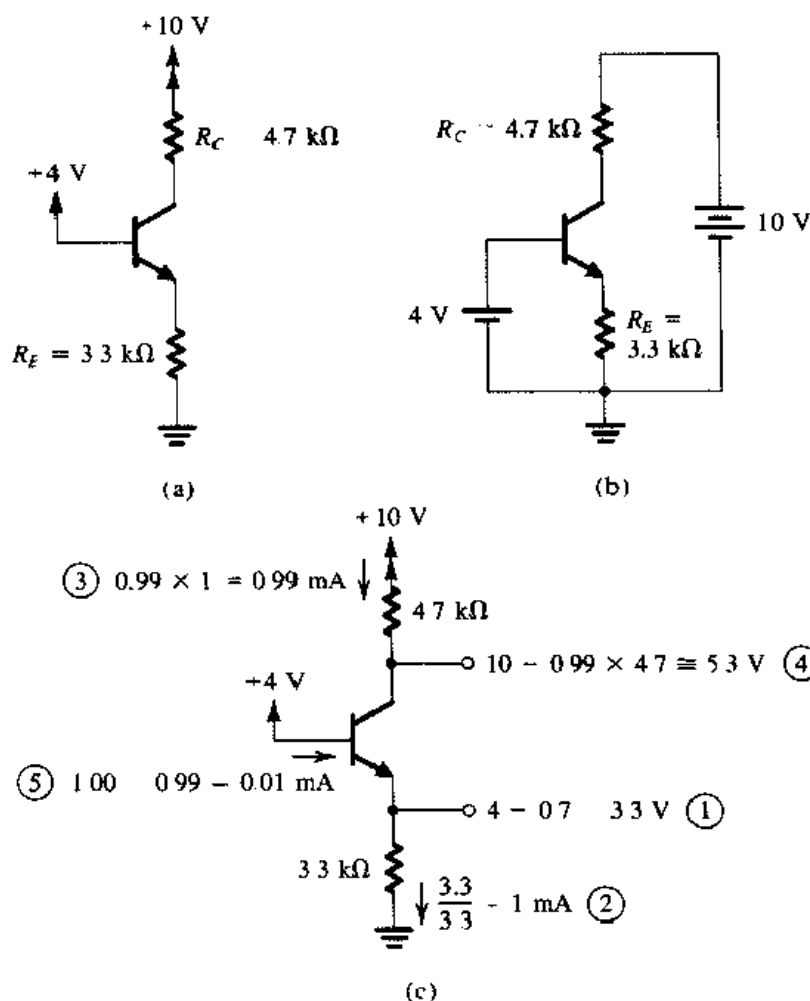 +10 V
R_C 4.7 kΩ
+4 V
R_E = 3 3 kΩ
(a)
R_C - 4.7 kΩ
10 V
4 V
R_E =
3.3 kΩ
(b)
+ 10 V
③ 0.99 × 1 = 0 99 mA
4 7 kΩ
10 − 0 99 × 4 7 ≅ 5 3 V ④
+4 V
⑤ 1 00 0 99 − 0.01 mA
4 − 0 7 3 3 V ①
3 3 kΩ
3.3
3 3 - 1 mA ②
(c)